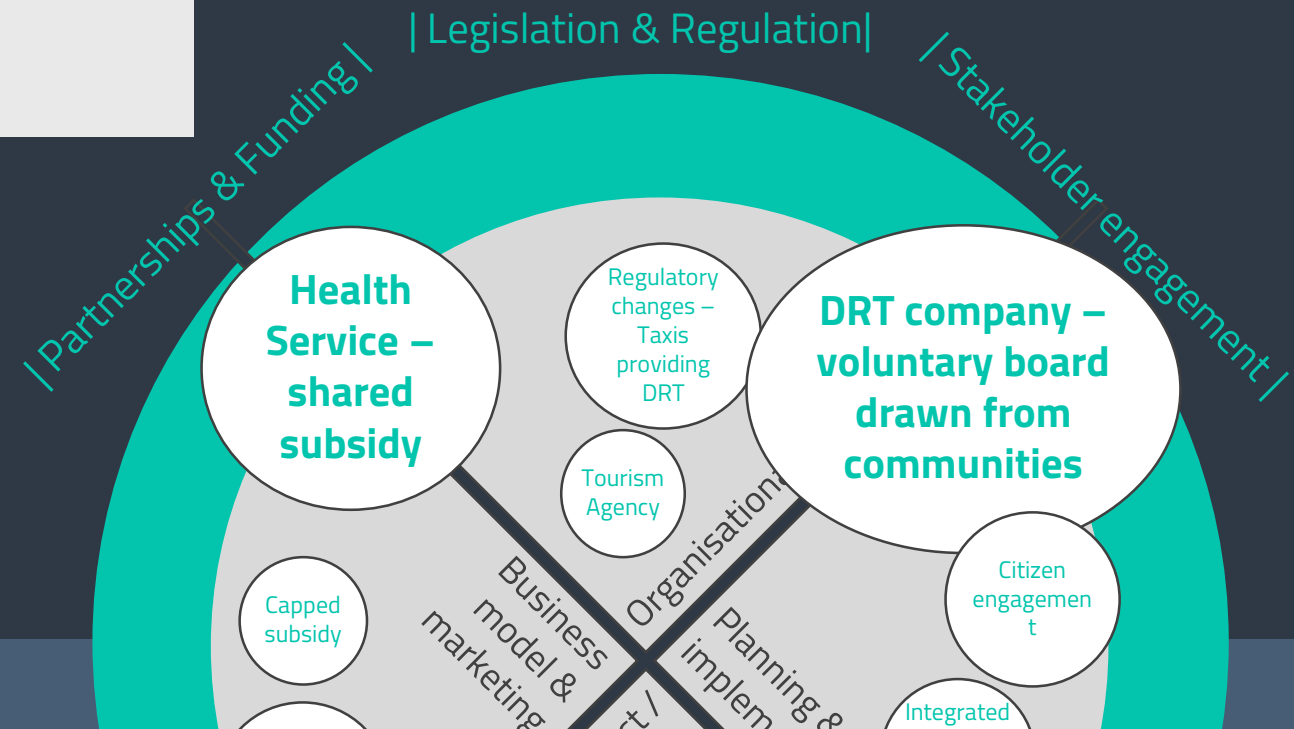 | Legislation & Regulation|
| Partnerships & Funding |
| Stakeholder engagement |
Health
Service –
shared
subsidy
Regulatory
changes –
Taxis
providing
DRT
DRT company –
voluntary board
drawn from
communities
Tourism
Agency
Capped
subsidy
Business
model &
marketing
Planning &
Citizen
engagemen
t
Integrated